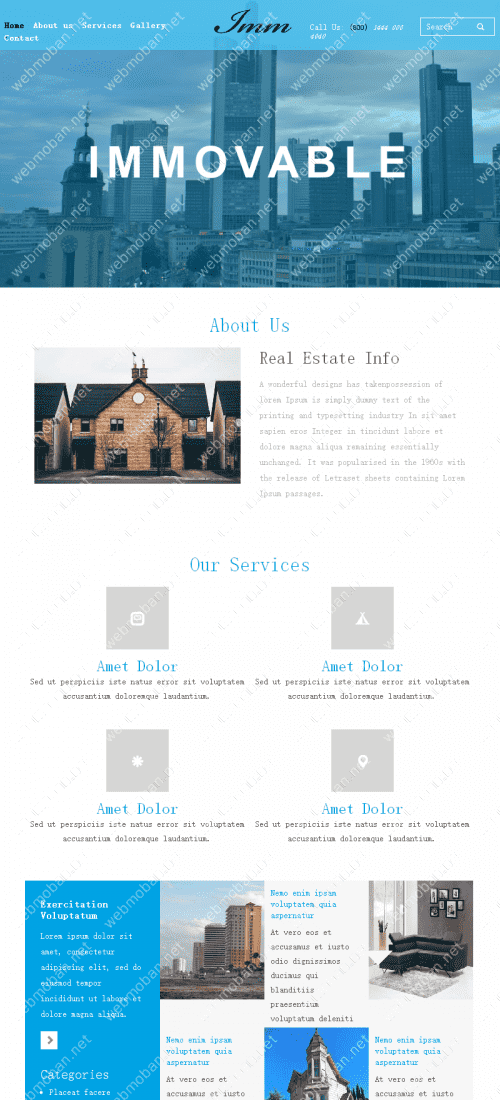 Home About us Services Gallery
Contact
Imm
Call Us (800) 3444 000
4040
Search
IMMOVABLE
About Us
Real Estate Info
A wonderful designs has takenpossession of
lorem Ipsum is simply dummy text of the
printing and typesetting industry In sit amet
sapien eros Integer in tincidunt labore et
dolore magna aliqua remaining essentially
unchanged. It was popularised in the 1960s with
the release of Letraset sheets containing Lorem
Ipsum passages.
Our Services
Amet Dolor
Sed ut perspiciis iste natus error sit voluptatem
accusantium doloremque laudantium.
Amet Dolor
Sed ut perspiciis iste natus error sit voluptatem
accusantium doloremque laudantium.
Amet Dolor
Sed ut perspiciis iste natus error sit voluptatem
accusantium doloremque laudantium.
Amet Dolor
Sed ut perspiciis iste natus error sit voluptatem
accusantium doloremque laudantium.
Exercitation
Voluptatum
Lorem ipsum dolor sit
amet, consectetur
adipiscing elit, sed do
eiusmod tempor
incididunt ut labore et
dolore magna aliqua.
Categories
Placeat facere
Nemo enim ipsam
voluptatem quia
aspernatur
At vero eos et
accusamus et iusto
odio dignissimos
ducimus qui
blanditiis
praesentium
voluptatum deleniti
Nemo enim ipsam
voluptatem quia
aspernatur
At vero eos et
accusamus et iusto
Nemo enim ipsam
voluptatem quia
aspernatur
At vero eos et
accusamus et iusto
webmoban.net